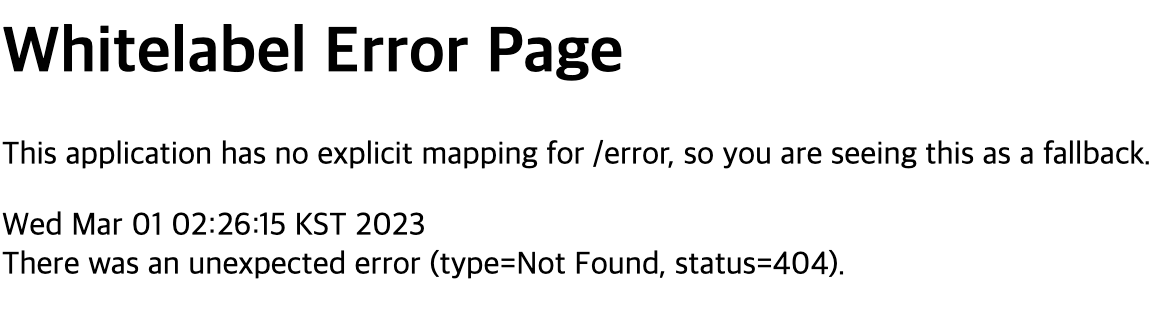 Whitelabel Error Page
This application has no explicit mapping for /error, so you are seeing this as a fallback.
Wed Mar 01 02:26:15 KST 2023
There was an unexpected error (type=Not Found, status=404).